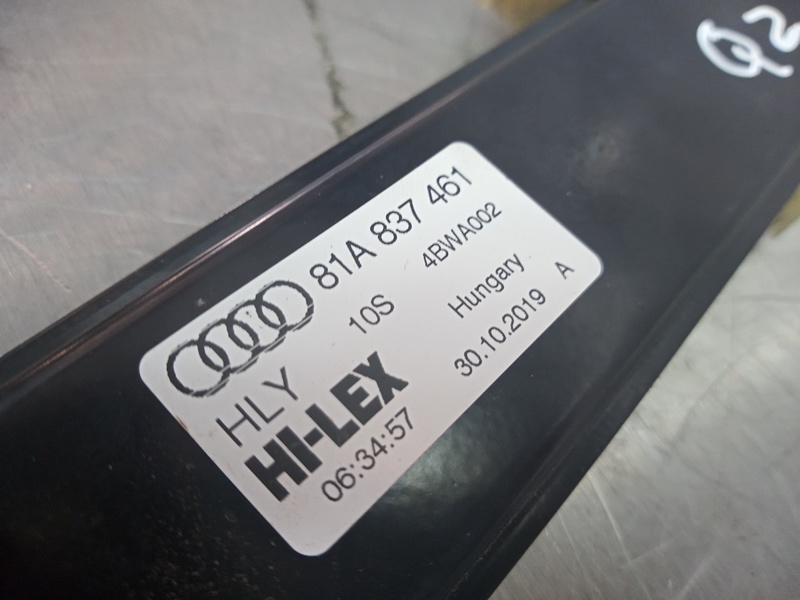 Q2
81A 837 461
10S 4BWA002
HLY Hungary
HI-LEX 30.10.2019 A
06:34:57